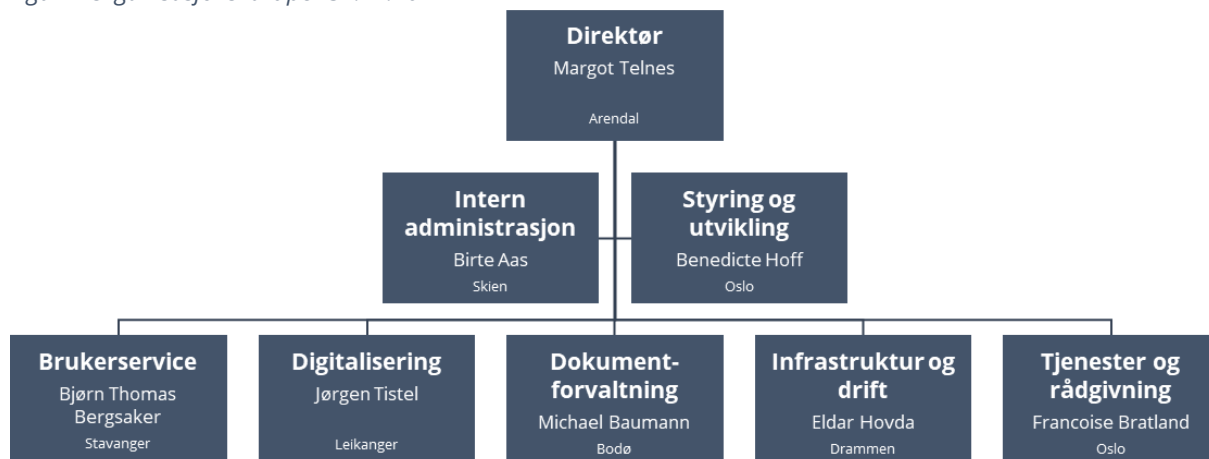 Direktør
Margot Telnes
Arendal
Intern
administrasjon
Birte Aas
Skien
Styring og
utvikling
Benedicte Hoff
Oslo
Brukerservice
Bjørn Thomas
Bergsaker
Stavanger
Digitalisering
Jørgen Tistel
Leikanger
Dokument-
forvaltning
Michael Baumann
Bodø
Infrastruktur og
drift
Eldar Hovda
Drammen
Tjenester og
rådgivning
Francoise Bratland
Oslo